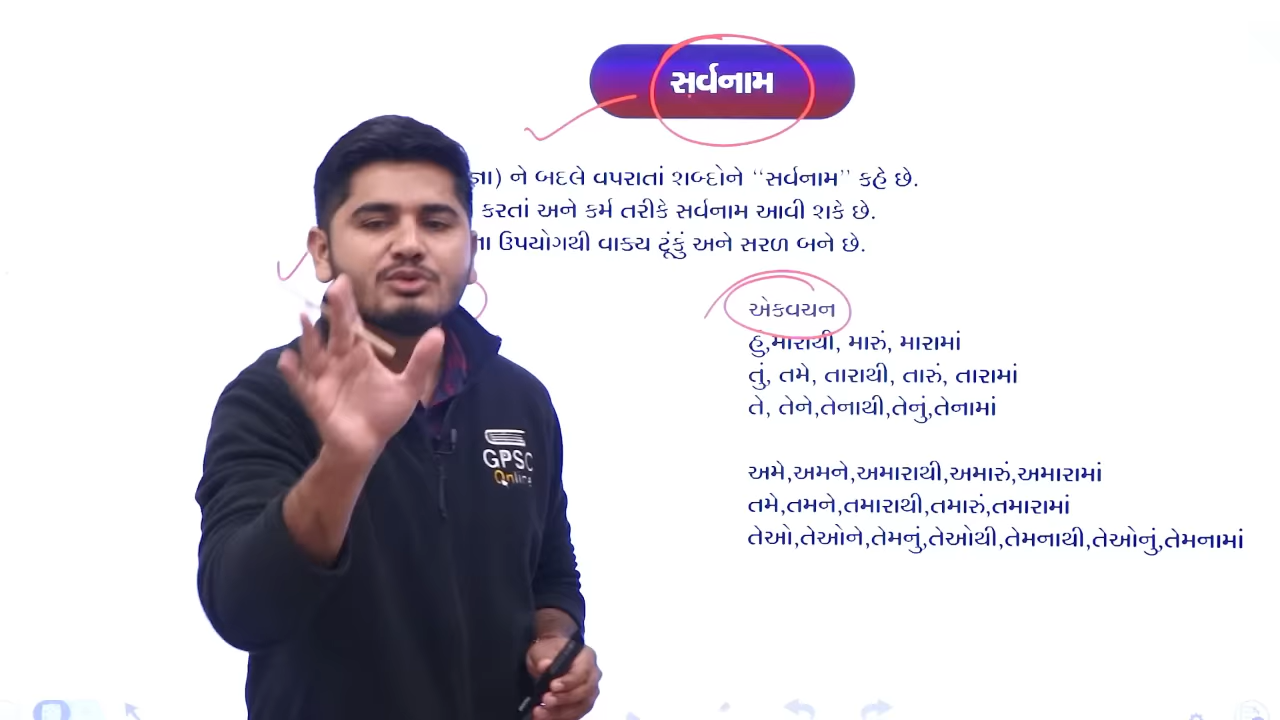 સર્વનામ
ને બદલે વપરાતાં શબ્દોને ‘‘સર્વનામ’’ કહે છે.
કરતાં અને કર્મ તરીકે સર્વનામ આવી શકે છે.
ઉપયોગથી વાક્ય ટૂંકું અને સરળ બને છે.
એકવચન
હું,મારાથી, મારું, મારામાં
તું, તમે, તારાથી, તારું, તારામાં
તે, તેને,તેનાથી,તેનું,તેનામાં
અમે,અમને,અમારાથી,અમારું,અમારામાં
તમે,તમને,તમારાથી,તમારું,તમારામાં
તેઓ,તેઓને,તેમનું,તેઓથી,તેમનાથી,તેઓનું,તેમનામાં
GPSC
Online